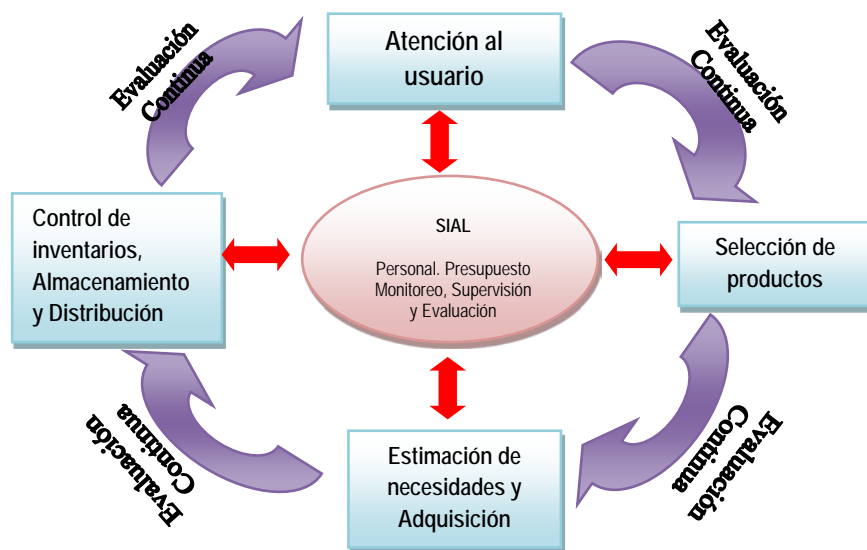 Atención al
usuario
Evaluación
Continua
Evaluación
Continua
Control de
inventarios,
Almacenamiento
y Distribución
SIAL
Personal. Presupuesto
Monitoreo, Supervisión
y Evaluación
Selección de
productos
Evaluación
Continua
Evaluación
Continua
Estimación de
necesidades y
Adquisición